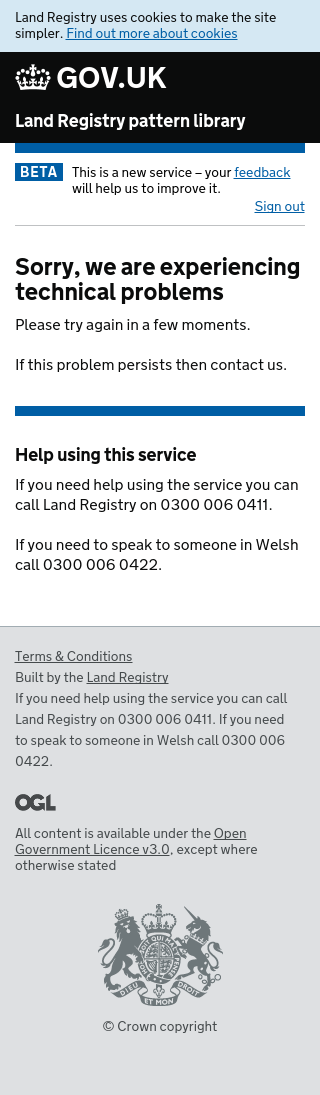 Land Registry uses cookies to make the site
simpler. Find out more about cookies
GOV.UK
Land Registry pattern library
BETA This is a new service – your feedback
will help us to improve it.
Sign out
Sorry, we are experiencing
technical problems
Please try again in a few moments.
If this problem persists then contact us.
Help using this service
If you need help using the service you can
call Land Registry on 0300 006 0411.
If you need to speak to someone in Welsh
call 0300 006 0422.
Terms & Conditions
Built by the Land Registry
If you need help using the service you can call
Land Registry on 0300 006 0411. If you need
to speak to someone in Welsh call 0300 006
0422.
OGL
All content is available under the Open
Government Licence v3.0, except where
otherwise stated
DIEU ET MON
© Crown copyright